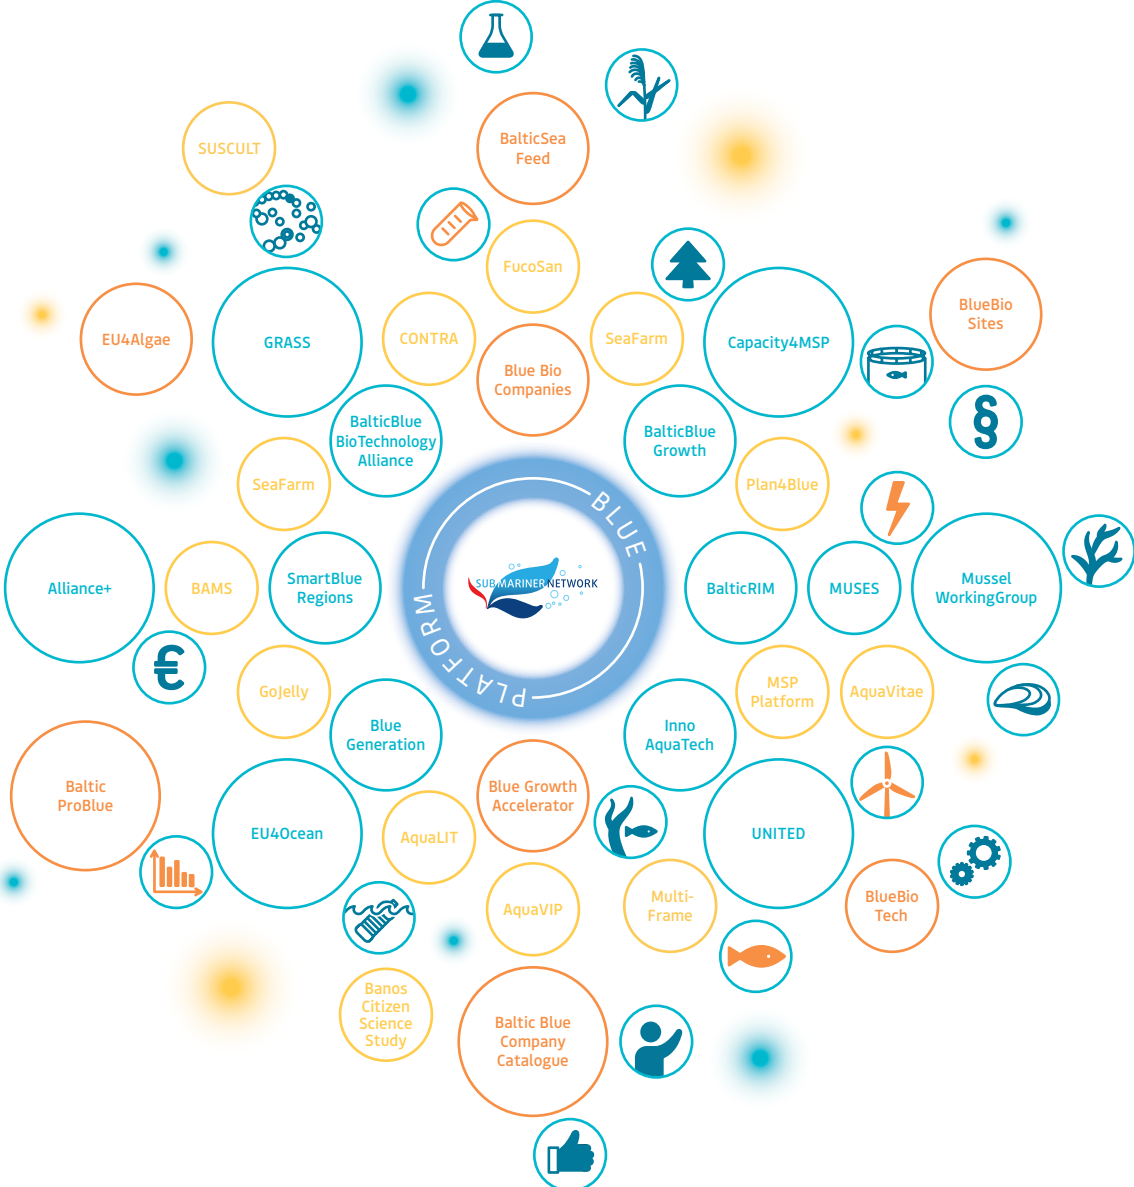 BalticSea
Feed
SUSCULT
FucoSan
BlueBio
Sites
EU4Algae
GRASS
CONTRA
SeaFarm
Capacity4MSP
Blue Bio
Companies
BalticBlue
BioTechnology
Alliance
BalticBlue
Growth
§
SeaFarm
Plan4Blue
BLUE
PLATFORM
SUBMARINER NETWORK
Alliance+
BAMS
SmartBlue
Regions
BalticRIM
MUSES
Mussel
WorkingGroup
€
GoJelly
MSP
Platform
AquaVitae
Blue
Generation
Inno
AquaTech
Baltic
ProBlue
Blue Growth
Accelerator
EU4Ocean
AquaLIT
UNITED
AquaVIP
Multi-
Frame
BlueBio
Tech
Banos
Citizen
Science
Study
Baltic Blue
Company
Catalogue